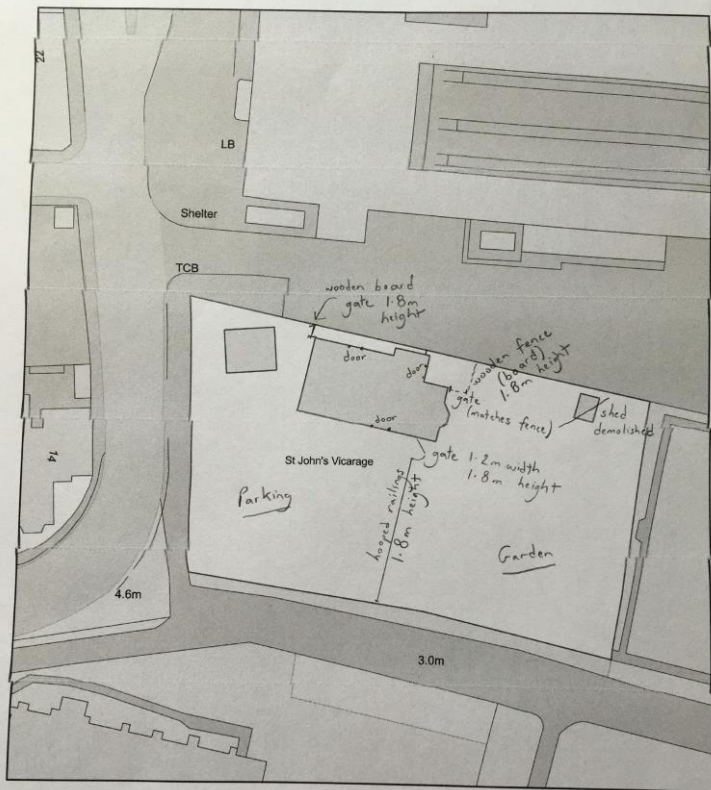 22
LB
Shelter
TCB
wooden board
gate 1.8m
height
door
door
wooden fence
(board)
1.8m height
gate
(matches fence)
shed
demolished
door
St John's Vicarage
gate 1.2m width
1.8m height
14
Parking
hooped railings
1.8m height
Garden
4.6m
3.0m